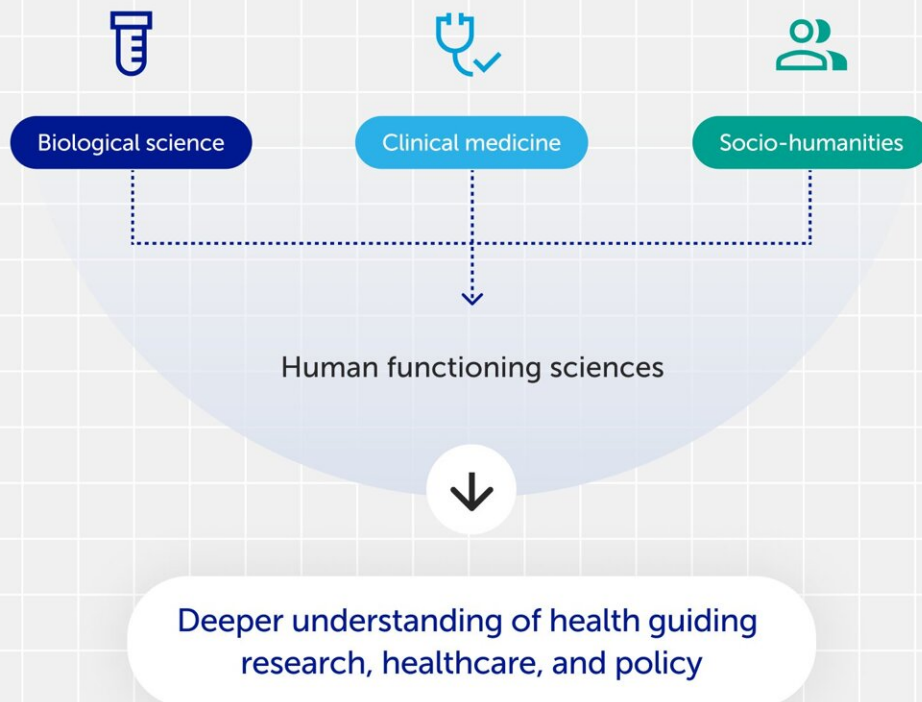 Biological science
Clinical medicine
Socio-humanities
Human functioning sciences
Deeper understanding of health guiding
research, healthcare, and policy